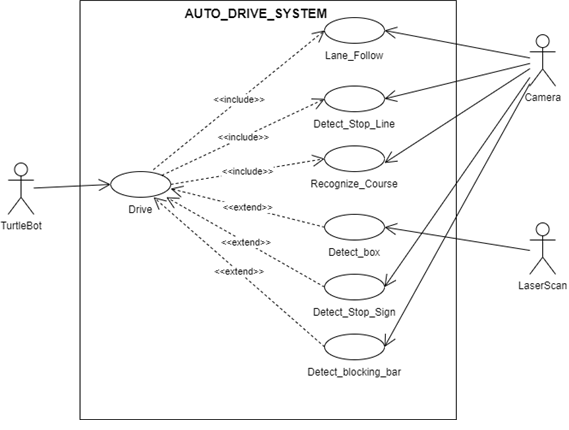 AUTO_DRIVE_SYSTEM
Lane_Follow
Camera
<<include>>
Detect_Stop_Line
<<include>>
<<include>>
Recognize_Course
TurtleBot
Drive
<<extend>>
Detect_box
LaserScan
<<extend>>
<<extend>>
Detect_Stop_Sign
Detect_blocking_bar